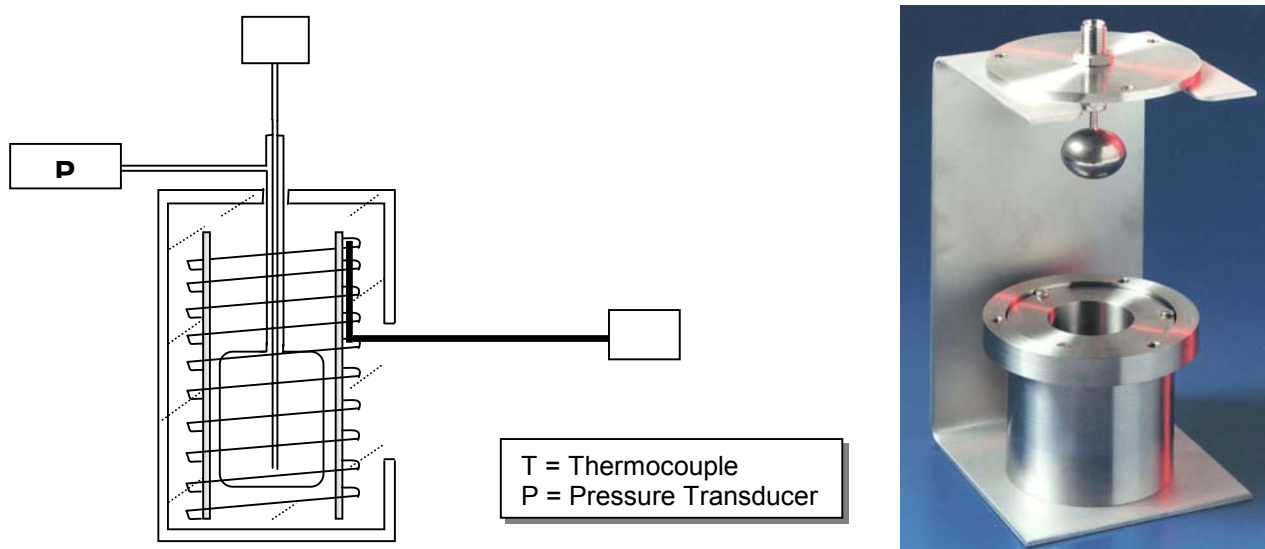 P
T = Thermocouple
P = Pressure Transducer